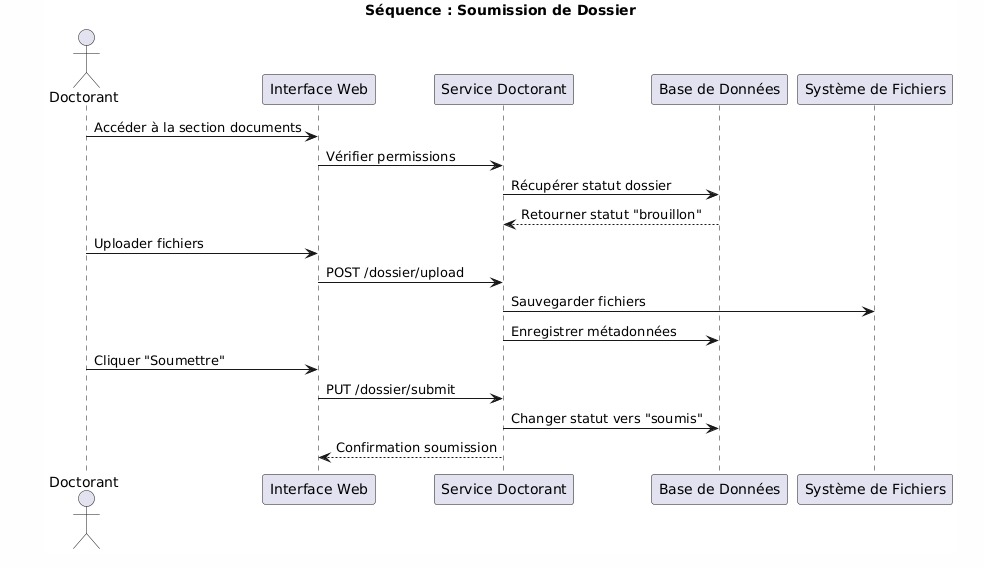 Séquence : Soumission de Dossier
Doctorant
Interface Web
Service Doctorant
Base de Données
Système de Fichiers
Accéder à la section documents
Vérifier permissions
Récupérer statut dossier
Retourner statut "brouillon"
Uploader fichiers
POST /dossier/upload
Sauvegarder fichiers
Enregistrer métadonnées
Cliquer "Soumettre"
PUT /dossier/submit
Changer statut vers "soumis"
Confirmation soumission
Doctorant
Interface Web
Service Doctorant
Base de Données
Système de Fichiers